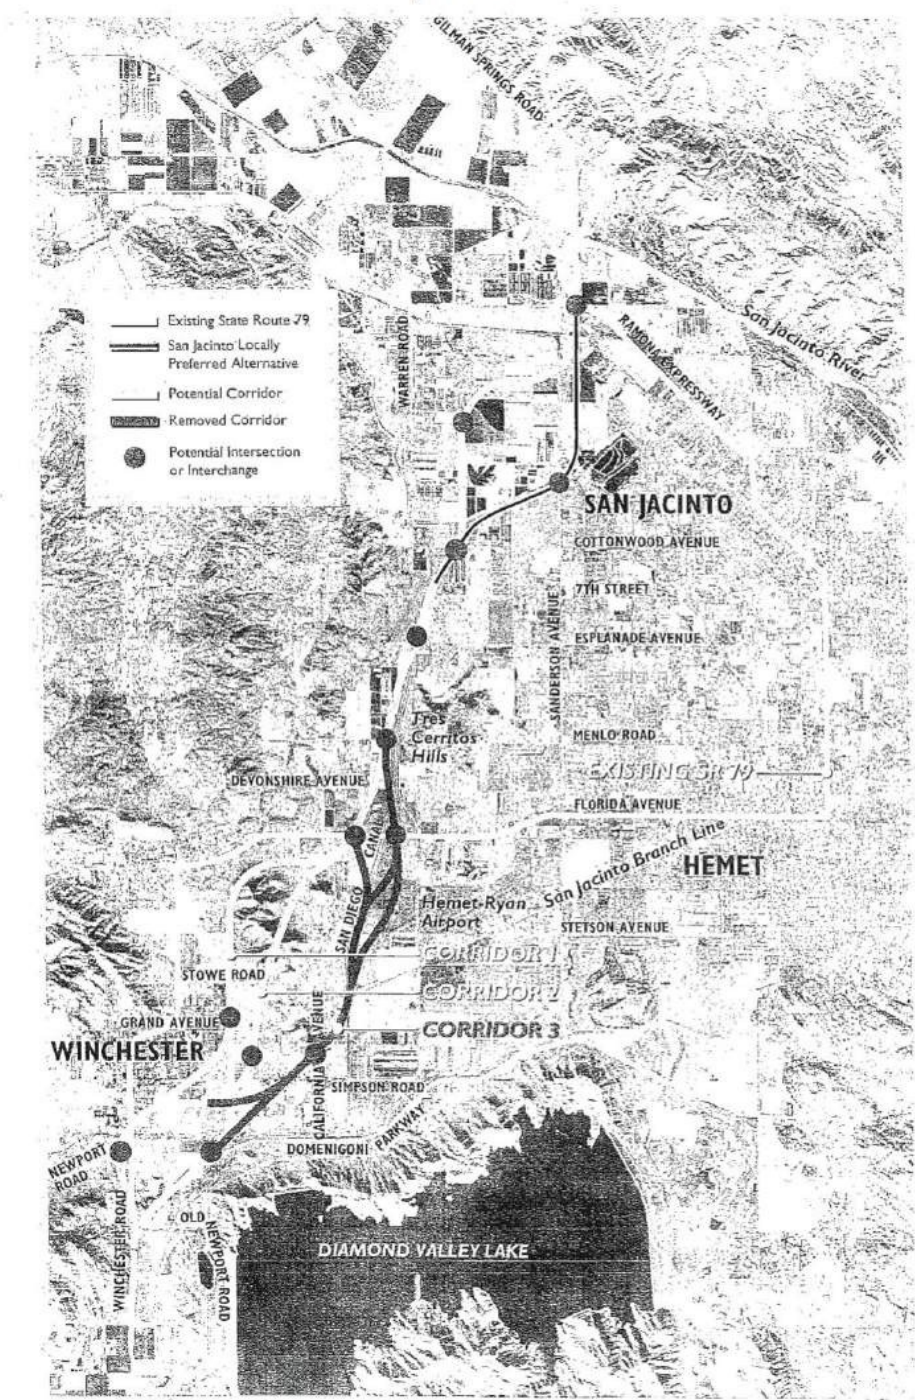 GILMAN SPRINGS ROAD
Existing State Route 79
San Jacinto Locally
Preferred Alternative
Potential Corridor
Removed Corridor
Potential Intersection
or Interchange
WARREN ROAD
RAMONA EXPRESSWAY
San Jacinto River
SAN JACINTO
COTTONWOOD AVENUE
7TH STREET
SANDERSON AVENUE
ESPLANADE AVENUE
Tres
Cerritos
Hills
MENLO ROAD
EXISTING SR 79
DEVONSHIRE AVENUE
FLORIDA AVENUE
SAN DIEGO CANAL
San Jacinto Branch Line
HEMET
Hemet-Ryan
Airport
STETSON AVENUE
CORRIDOR 1
STOWE ROAD
CORRIDOR 2
GRAND AVENUE
CORRIDOR 3
WINCHESTER
CALIFORNIA AVENUE
SIMPSON ROAD
DOMENIGONI PARKWAY
NEWPORT
ROAD
WINCHESTER ROAD
OLD NEWPORT ROAD
DIAMOND VALLEY LAKE